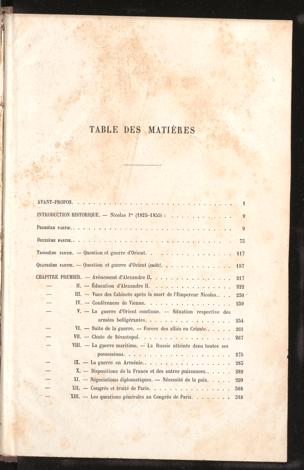 TABLE DES MATIÈRES
AVANT-PROPOS. 1
INTRODUCTION HISTORIQUE. — Nicolas Iᵉʳ (1825-1855) : 9
Première partie. 9
Deuxième partie. 73
Troisième partie. — Question et guerre d'Orient. 117
Quatrième partie. — Question et guerre d'Orient (suite). 157
CHAPITRE PREMIER. — Avènement d'Alexandre II. 217
— II. — Éducation d'Alexandre II. 222
— III. — Vues des Cabinets après la mort de l'Empereur Nicolas. 230
— IV. — Conférences de Vienne. 239
— V. — La guerre d'Orient continue. — Situation respective des
armées belligérantes. 254
— VI. — Suite de la guerre. — Forces des alliés en Crimée. 261
— VII. — Chute de Sévastopol. 267
— VIII. — La guerre maritime. — La Russie atteinte dans toutes ses
possessions. 275
— IX. — La guerre en Arménie. 285
— X. — Dispositions de la France et des autres puissances.
— XI. — Négociations diplomatiques. — Nécessité de la paix. 299
— XII. — Congrès et traité de Paris. 308
— XIII. — Les questions générales au Congrès de Paris.